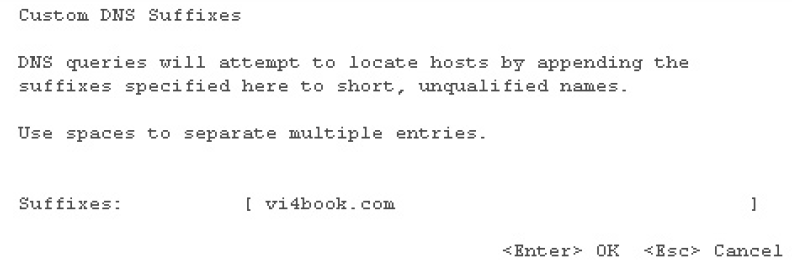 Custom DNS Suffixes
DNS queries will attempt to locate hosts by appending the
suffixes specified here to short, unqualified names.
Use spaces to separate multiple entries.
Suffixes: [ vi4book.com ]
<Enter> OK <Esc> Cancel